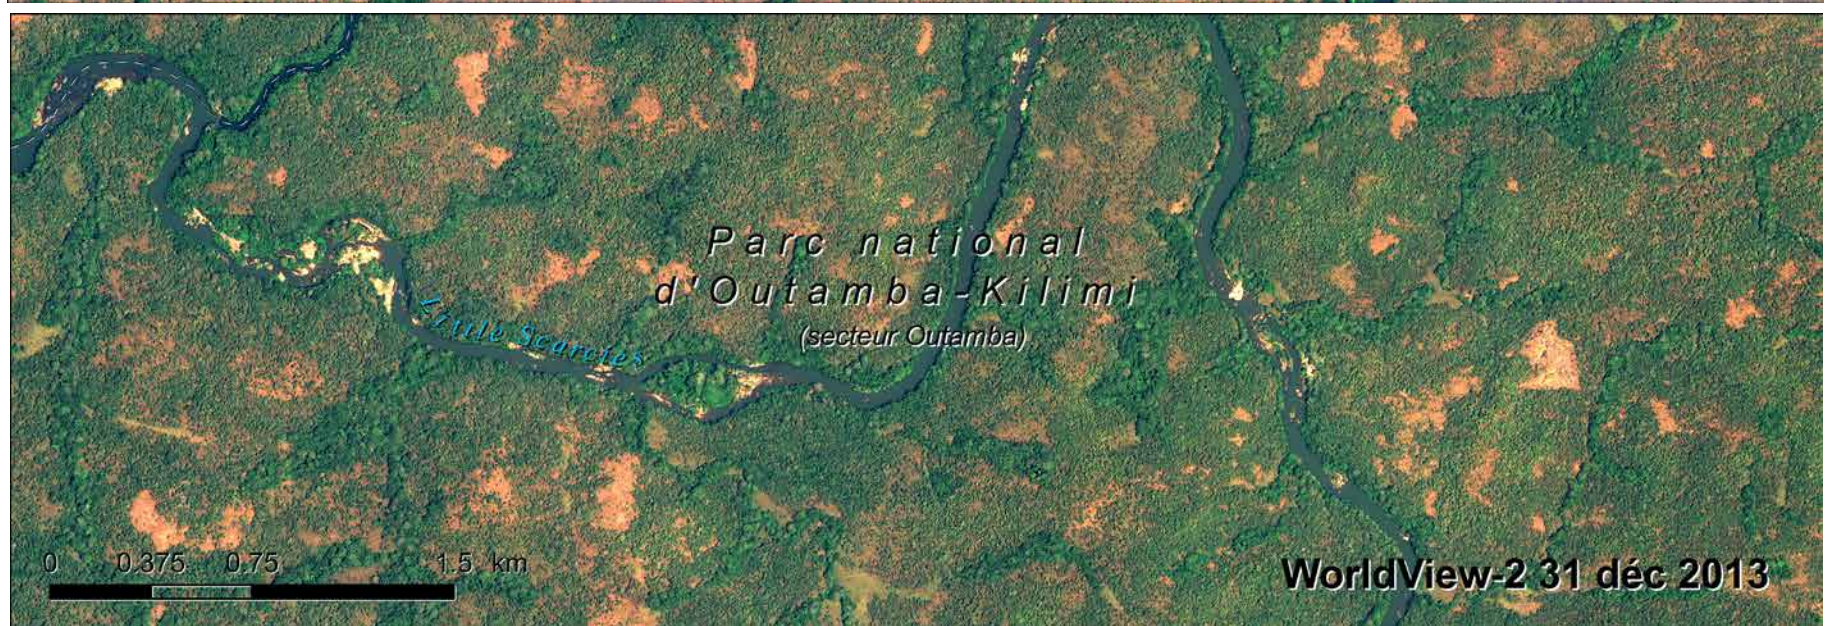 Parc national
d'Outamba-Kilimi
(secteur Outamba)
Little Scarcies
0 0.375 0.75 1.5 km
WorldView-2 31 déc 2013